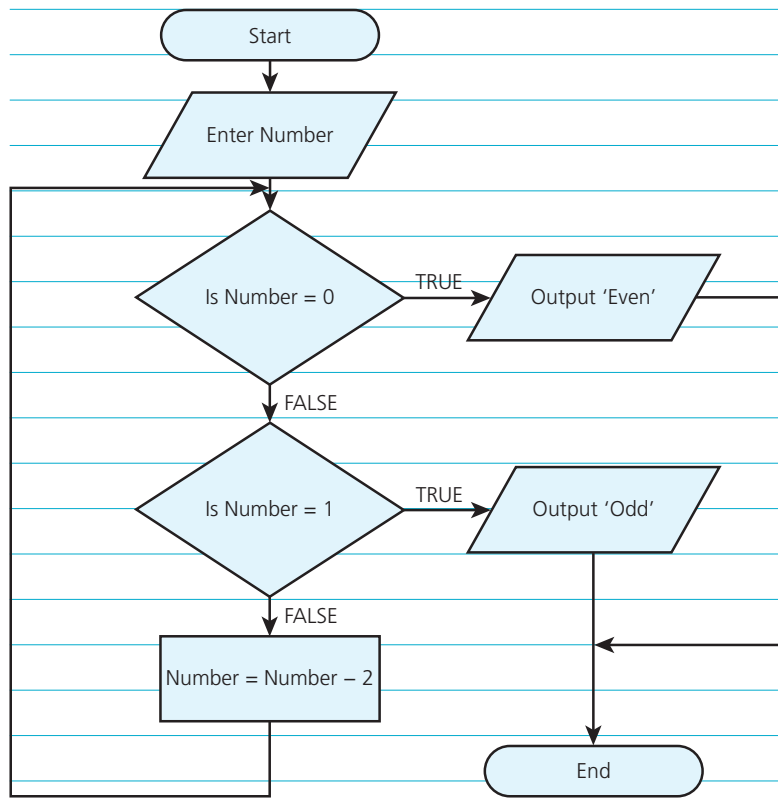 Start
Enter Number
Is Number = 0
TRUE
Output ‘Even’
FALSE
Is Number = 1
TRUE
Output ‘Odd’
FALSE
Number = Number – 2
End